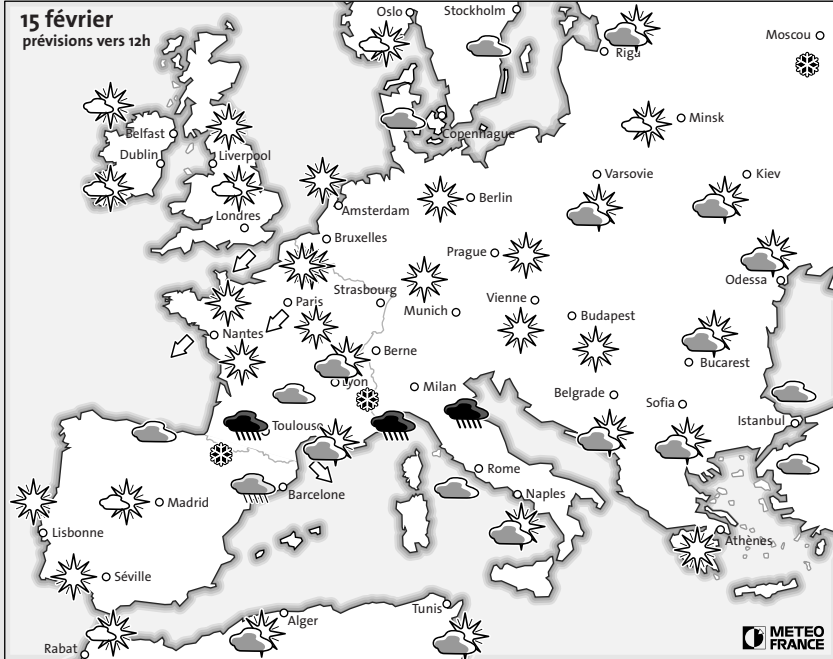 15 février
prévisions vers 12h
Oslo
Stockholm
Moscou
Riga
Minsk
Belfast
Copenhague
Dublin
Liverpool
Varsovie
Kiev
Londres
Amsterdam
Berlin
Bruxelles
Prague
Odessa
Strasbourg
Paris
Munich
Vienne
Budapest
Nantes
Berne
Bucarest
Lyon
Milan
Belgrade
Sofia
Toulouse
Istanbul
Rome
Barcelone
Naples
Madrid
Lisbonne
Athènes
Séville
Tunis
Alger
Rabat
METEO
FRANCE